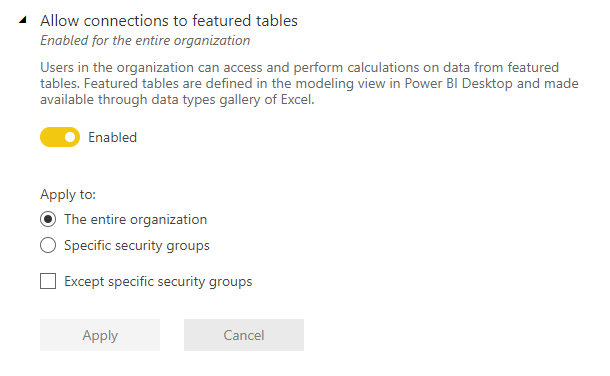 Allow connections to featured tables
Enabled for the entire organization
Users in the organization can access and perform calculations on data from featured
tables. Featured tables are defined in the modeling view in Power BI Desktop and made
available through data types gallery of Excel.
Enabled
Apply to:
The entire organization
Specific security groups
Except specific security groups
Apply
Cancel